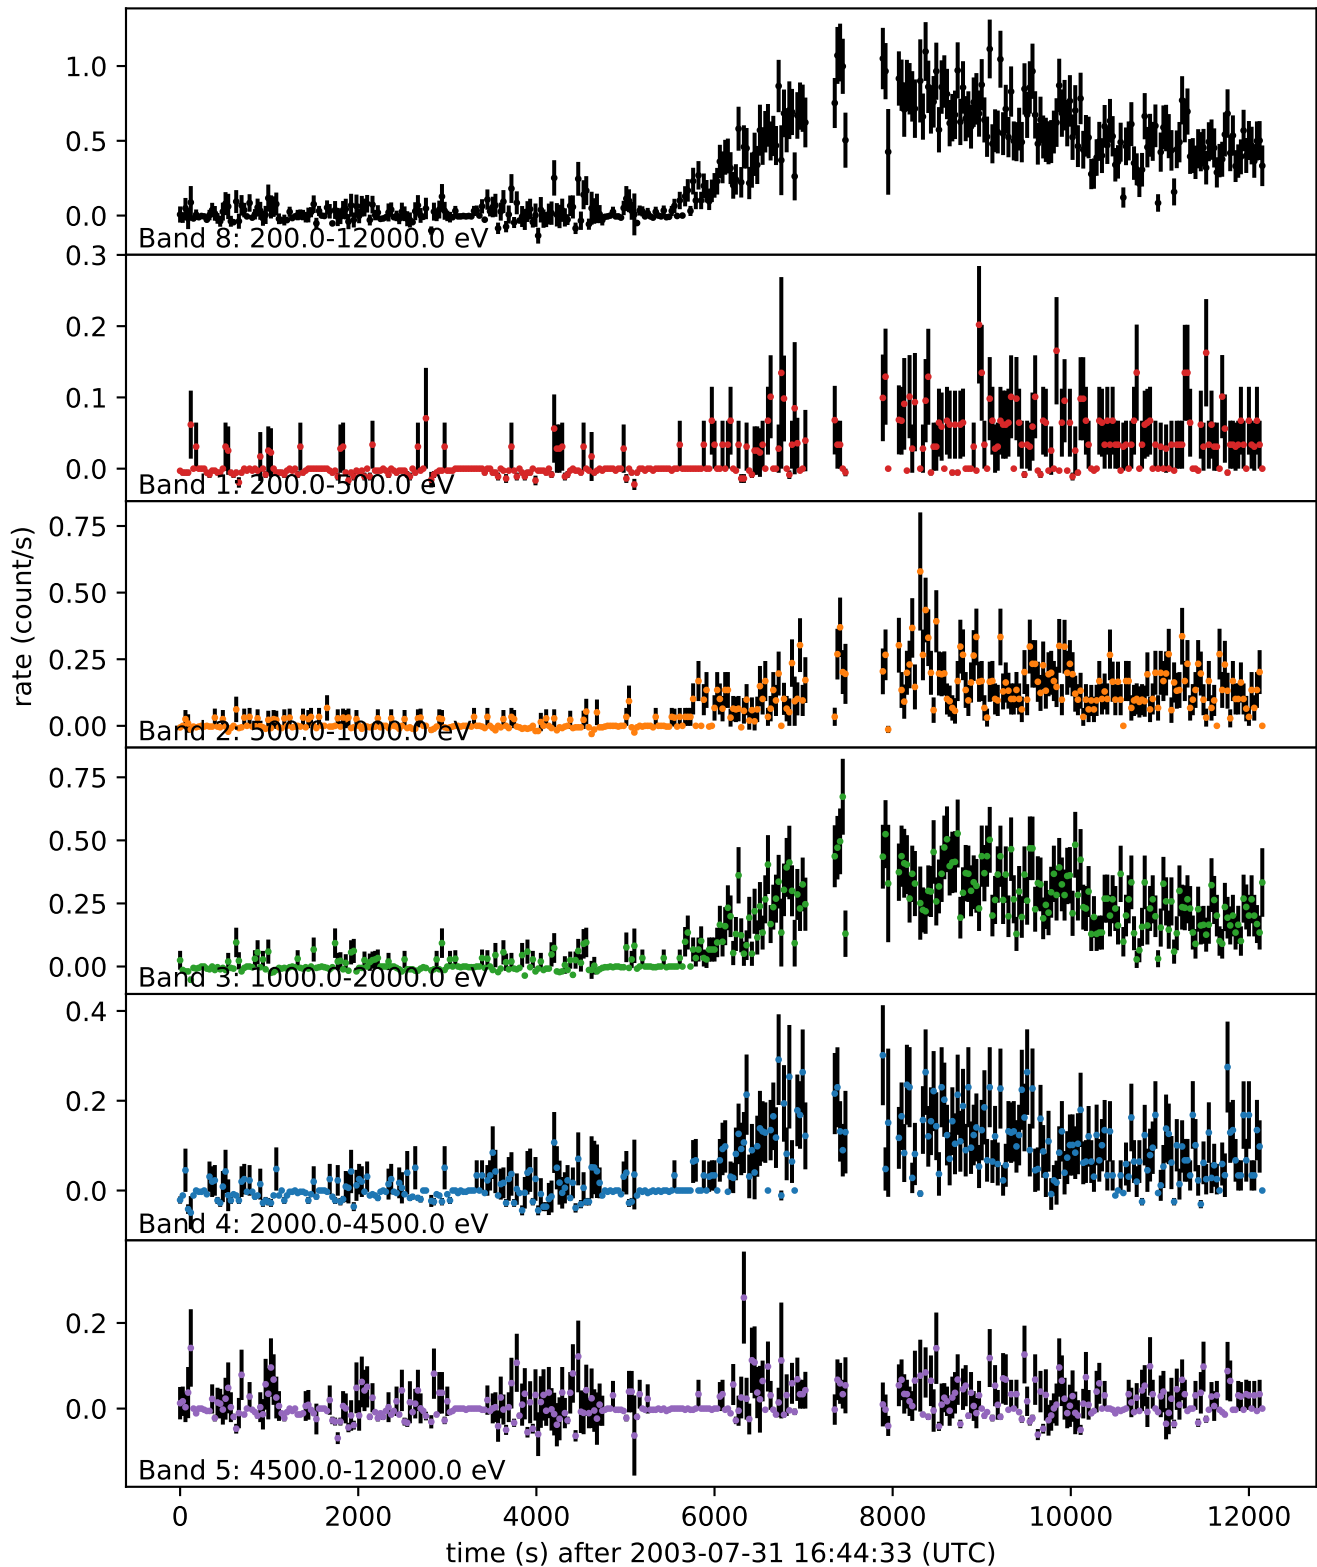 1.0
0.5
0.0
Band 8: 200.0-12000.0 eV
0.3
0.2
0.1
0.0
Band 1: 200.0-500.0 eV
0.75
0.50
0.25
0.00
Band 2: 500.0-1000.0 eV
rate (count/s)
0.75
0.50
0.25
0.00
Band 3: 1000.0-2000.0 eV
0.4
0.2
0.0
Band 4: 2000.0-4500.0 eV
0.2
0.0
Band 5: 4500.0-12000.0 eV
0 2000 4000 6000 8000 10000 12000
time (s) after 2003-07-31 16:44:33 (UTC)